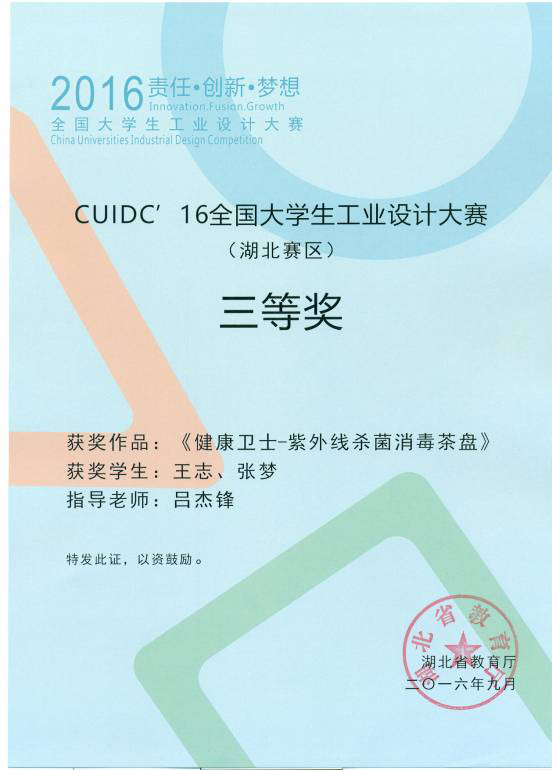 2016责任·创新·梦想
Innovation.Fusion.Growth
全国大学生工业设计大赛
China Universities Industrial Design Competition
CUIDC’16全国大学生工业设计大赛
（湖北赛区）
三等奖
获奖作品：《健康卫士-紫外线杀菌消毒茶盘》
获奖学生：王志、张梦
指导老师：吕杰锋
特发此证，以资鼓励。
湖北省教育厅
湖北省教育厅
二〇一六年九月